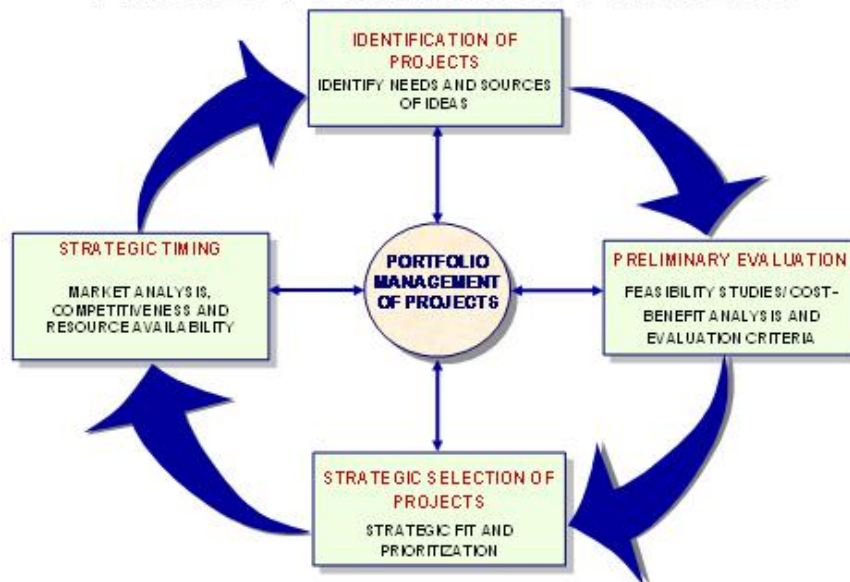 IDENTIFICATION OF
PROJECTS
IDENTIFY NEEDS AND SOURCES
OF IDEAS
STRATEGIC TIMING
MARKET ANALYSIS,
COMPETITIVENESS AND
RESOURCE AVAILABILITY
PORTFOLIO
MANAGEMENT
OF PROJECTS
PRELIMINARY EVALUATION
FEASIBILITY STUDIES/COST-
BENEFIT ANALYSIS AND
EVALUATION CRITERIA
STRATEGIC SELECTION OF
PROJECTS
STRATEGIC FIT AND
PRIORITIZATION